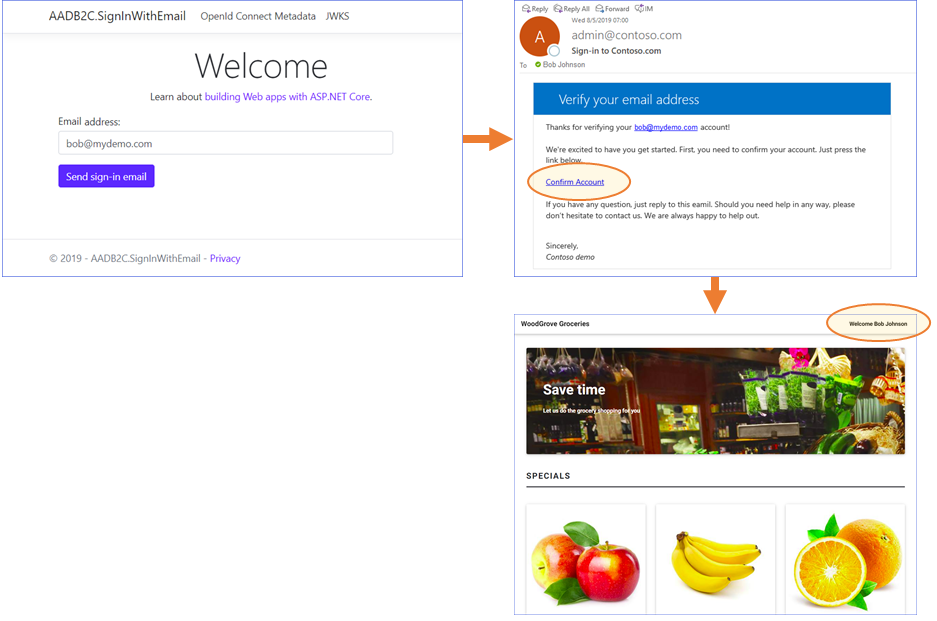 AADB2C.SignInWithEmail OpenId Connect Metadata JWKS
Welcome
Learn about building Web apps with ASP.NET Core.
Email address:
bob@mydemo.com
Send sign-in email
© 2019 - AADB2C.SignInWithEmail - Privacy
Reply Reply All Forward IM
Wed 8/5/2019 07:00
A
admin@contoso.com
Sign-in to Contoso.com
To Bob Johnson
Verify your email address
Thanks for verifying your bob@mydemo.com account!
We're excited to have you get started. First, you need to confirm your account. Just press the
link below.
Confirm Account
If you have any question, just reply to this eamil. Should you need help in any way, please
don't hesitate to contact us. We are always happy to help out.
Sincerely,
Contoso demo
WoodGrove Groceries Welcome Bob Johnson
Save time
Let us do the grocery shopping for you
SPECIALS